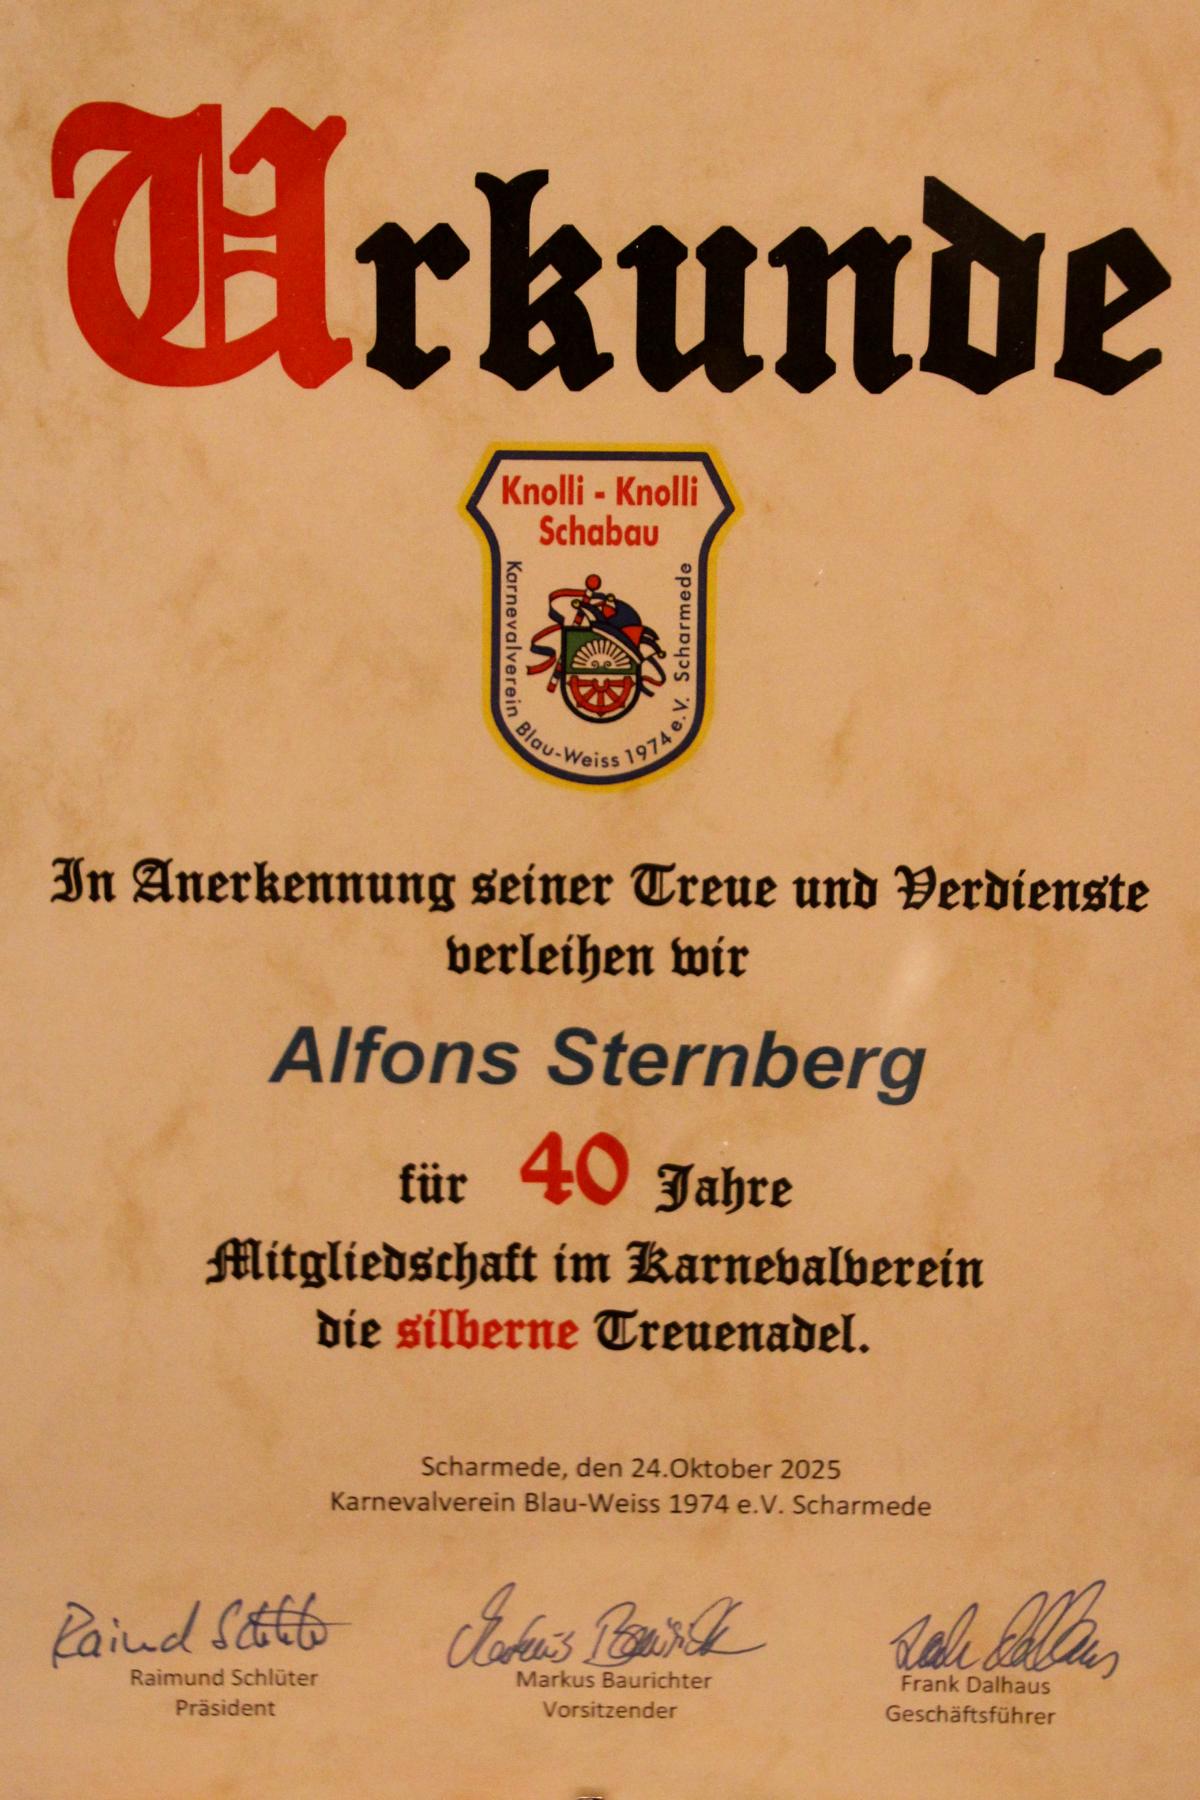 Urkunde
Knolli - Knolli
Schabau
Karnevalverein Blau-Weiss 1974 e.V. Scharmede
In Anerkennung seiner Treue und Verdienste
verleihen wir
Alfons Sternberg
für 40 Jahre
Mitgliedschaft im Karnevalverein
die silberne Treuenadel.
Scharmede, den 24.Oktober 2025
Karnevalverein Blau-Weiss 1974 e.V. Scharmede
Raimund Schlüter
Markus Baurichter
Frank Dalhaus
Präsident
Vorsitzender
Geschäftsführer